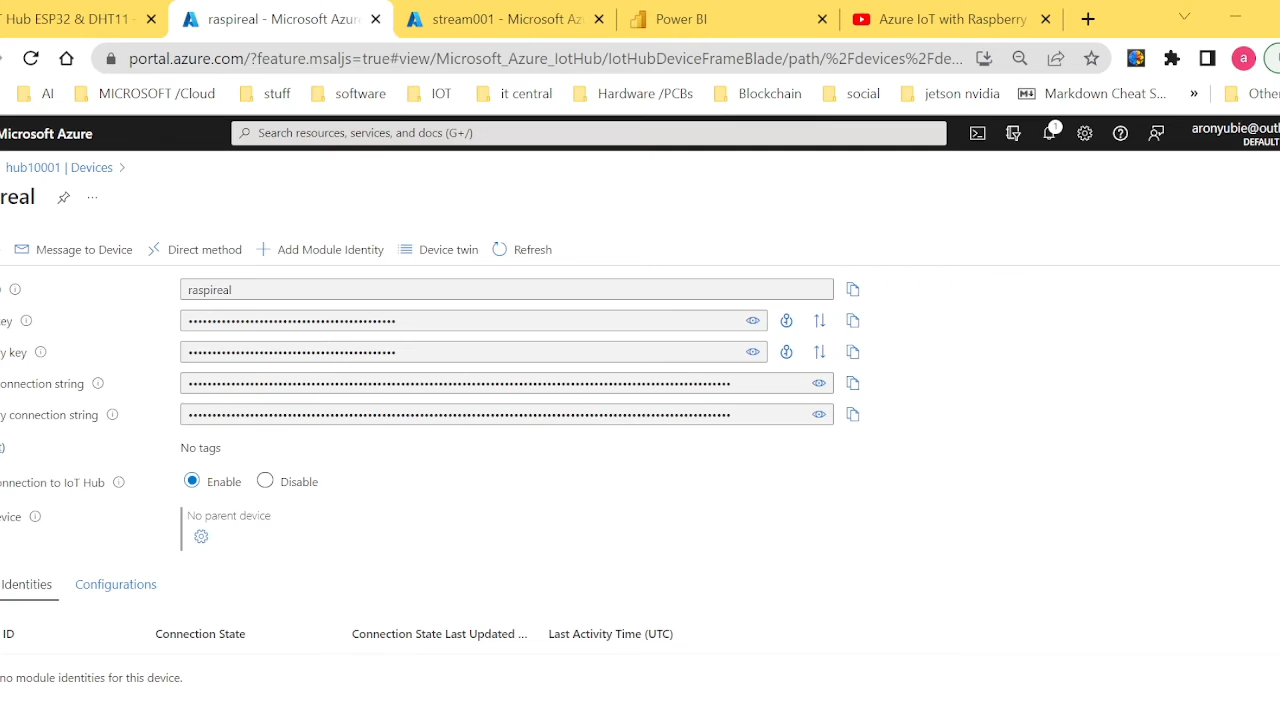 T Hub ESP32 & DHT11 -
raspireal - Microsoft Azure
stream001 - Microsoft Az
Power BI
Azure IoT with Raspberry
portal.azure.com/?feature.msaljs=true#view/Microsoft_Azure_IotHub/IotHubDeviceFrameBlade/path/%2Fdevices%2Fde...
a
AI
MICROSOFT /Cloud
stuff
software
IOT
it central
Hardware /PCBs
Blockchain
social
jetson nvidia
Markdown Cheat S...
»
Other
Microsoft Azure
Search resources, services, and docs (G+/)
1
aronyubie@outl
DEFAULT
hub10001 | Devices >
real
...
Message to Device
Direct method
Add Module Identity
Device twin
Refresh
raspireal
ey
y key
onnection string
y connection string
No tags
onnection to IoT Hub
Enable
Disable
evice
No parent device
Identities
Configurations
ID
Connection State
Connection State Last Updated ...
Last Activity Time (UTC)
no module identities for this device.